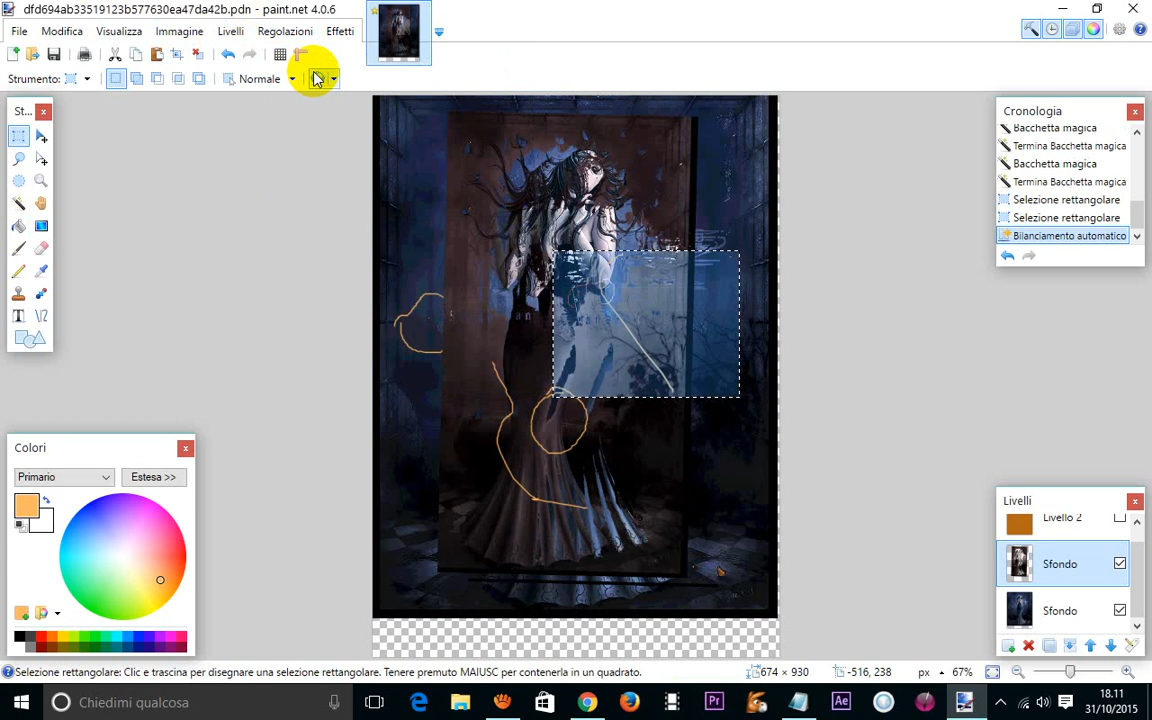 dfd694ab33519123b577630ea47da42b.pdn - paint.net 4.0.6
File Modifica Visualizza Immagine Livelli Regolazioni Effetti
Strumento: Normale
St...
Cronologia
Bacchetta magica
Termina Bacchetta magica
Bacchetta magica
Termina Bacchetta magica
Selezione rettangolare
Selezione rettangolare
Bilanciamento automatico
Colori
Primario Estesa >>
Livelli
Livello 2
Sfondo
Sfondo
Selezione rettangolare: Clic e trascina per disegnare una selezione rettangolare. Tenere premuto MAIUSC per contenerla in un quadrato. 674 × 930 -516, 238 px 67%
Chiedimi qualcosa
Pr
Ae
18.11
31/10/2015